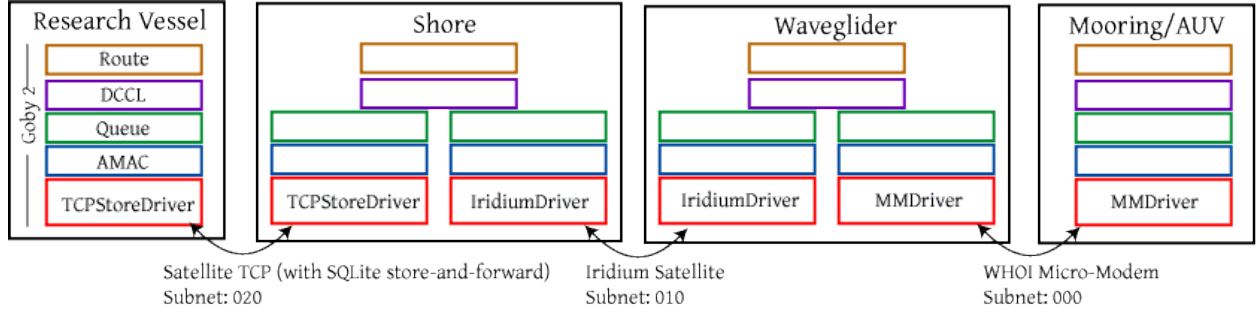 Research Vessel
Goby 2
Route
DCCL
Queue
AMAC
TCPStoreDriver
Shore
TCPStoreDriver
IridiumDriver
Waveglider
IridiumDriver
MMDriver
Mooring/AUV
MMDriver
Satellite TCP (with SQLite store-and-forward)
Subnet: 020
Iridium Satellite
Subnet: 010
WHOI Micro-Modem
Subnet: 000